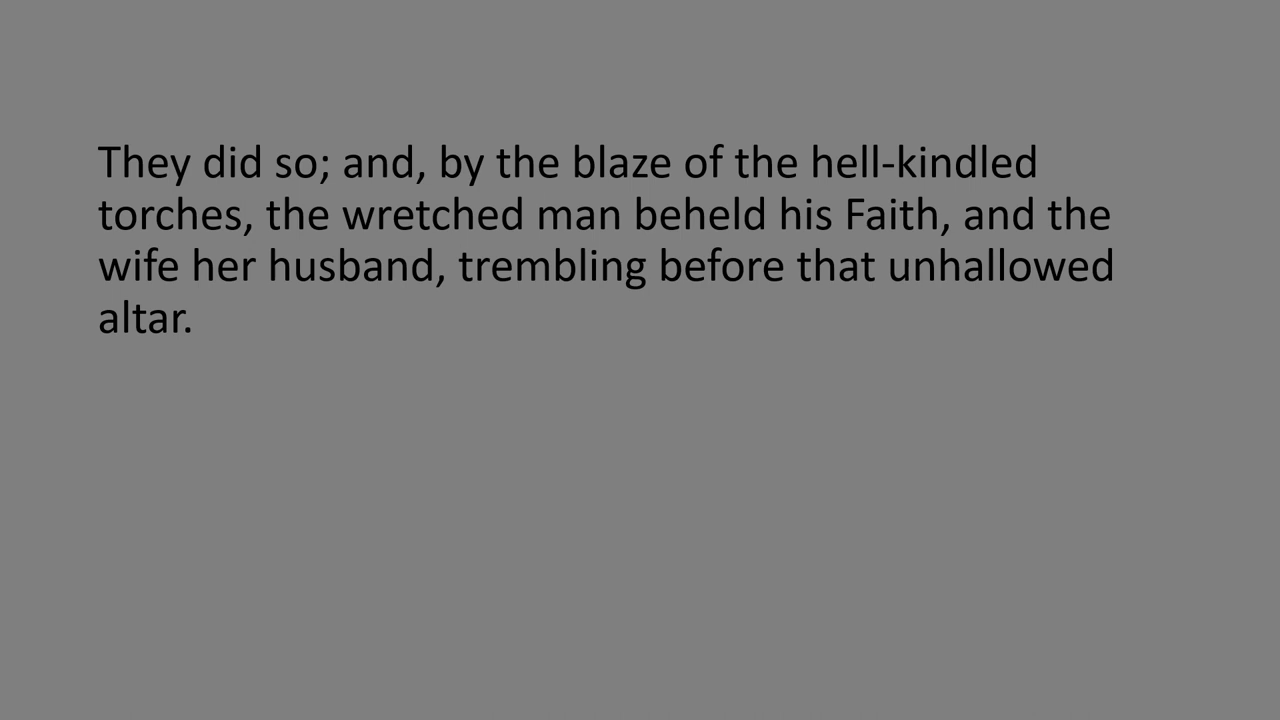 They did so; and, by the blaze of the hell-kindled
torches, the wretched man beheld his Faith, and the
wife her husband, trembling before that unhallowed
altar.